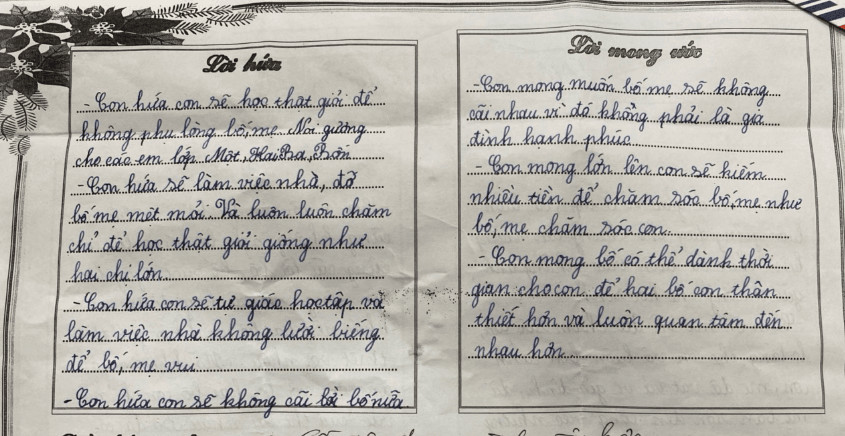 Lời hứa
- Con hứa con sẽ học thật giỏi để
không phụ lòng bố, mẹ. Nơi gương
cho các em lớp Một, Hai, Ba, Bốn
- Con hứa sẽ làm việc nhà, đỡ
bố mẹ mệt mỏi. Và luôn luôn chăm
chỉ để học thật giỏi giống như
hai chị lớn
- Con hứa con sẽ tự giác học tập và
làm việc nhà không lười biếng
để bố, mẹ vui
- Con hứa con sẽ không cãi lời bố nữa
Lời mong ước
- Con mong muốn bố mẹ sẽ không
cãi nhau vì đó không phải là gia
đình hạnh phúc
- Con mong lớn lên con sẽ kiếm
nhiều tiền để chăm sóc bố, mẹ như
bố, mẹ chăm sóc con
- Con mong bố có thể dành thời
gian cho con để hai bố con thân
thiết hơn và luôn quan tâm đến
nhau hơn